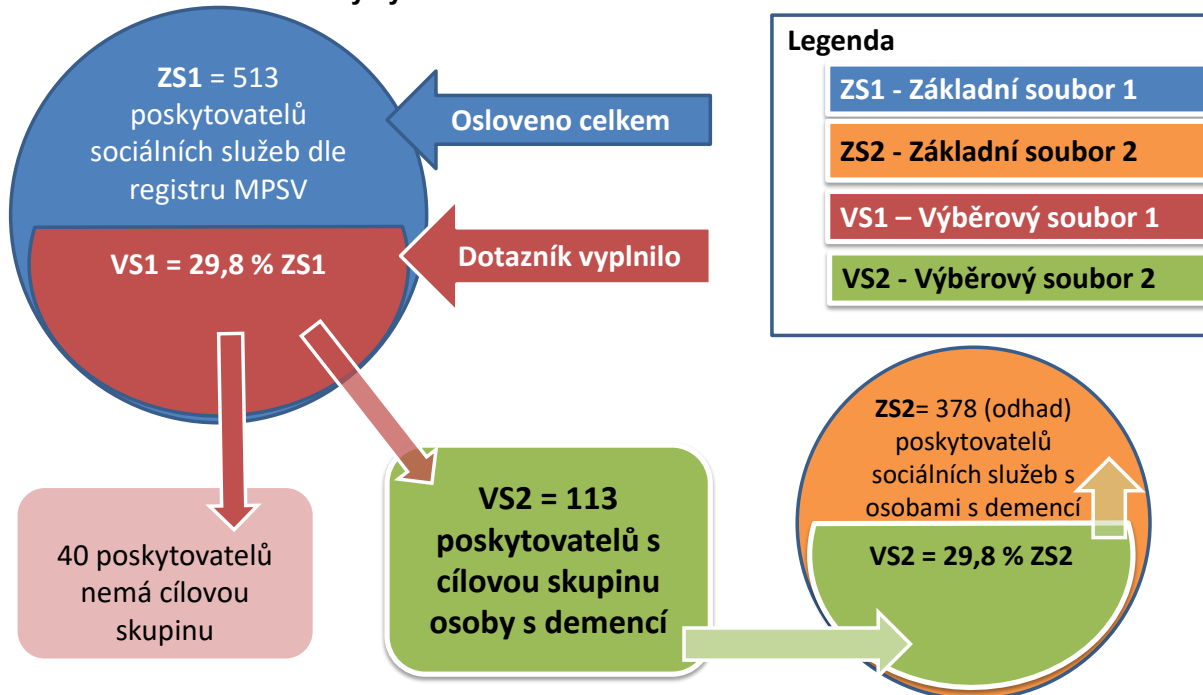 ZS1 = 513
poskytovatelů
sociálních služeb dle
registru MPSV
Osloveno celkem
VS1 = 29,8 % ZS1
Dotazník vyplnilo
40 poskytovatelů
nemá cílovou
skupinu
VS2 = 113
poskytovatelů s
cílovou skupinu
osoby s demencí
Legenda
ZS1 - Základní soubor 1
ZS2 - Základní soubor 2
VS1 – Výběrový soubor 1
VS2 - Výběrový soubor 2
ZS2= 378 (odhad)
poskytovatelů
sociálních služeb s
osobami s demencí
VS2 = 29,8 % ZS2